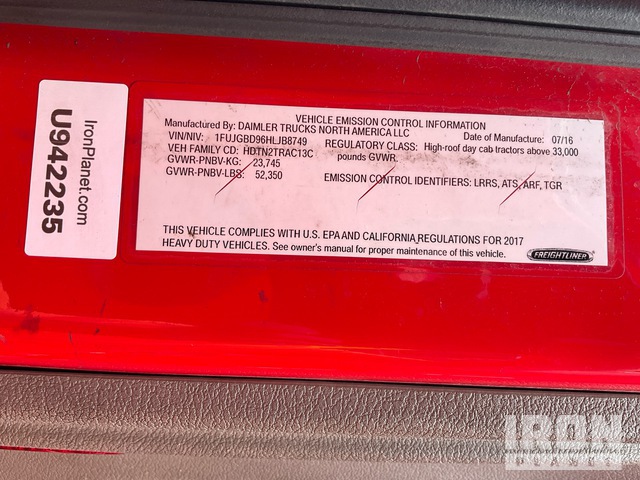 IronPlanet.com
U942235
VEHICLE EMISSION CONTROL INFORMATION
Manufactured By: DAIMLER TRUCKS NORTH AMERICA LLC Date of Manufacture: 07/16
VIN/NIV: 1FUJGBD96HLJB8749 REGULATORY CLASS: High-roof day cab tractors above 33,000
VEH FAMILY CD: HDTN2TRAC13C pounds GVWR.
GVWR-PNBV-KG: 23,745
GVWR-PNBV-LBS: 52,350 EMISSION CONTROL IDENTIFIERS: LRRS, ATS, ARF, TGR
THIS VEHICLE COMPLIES WITH U.S. EPA AND CALIFORNIA REGULATIONS FOR 2017
HEAVY DUTY VEHICLES. See owner's manual for proper maintenance of this vehicle.
FREIGHTLINER
IRON
PLANET